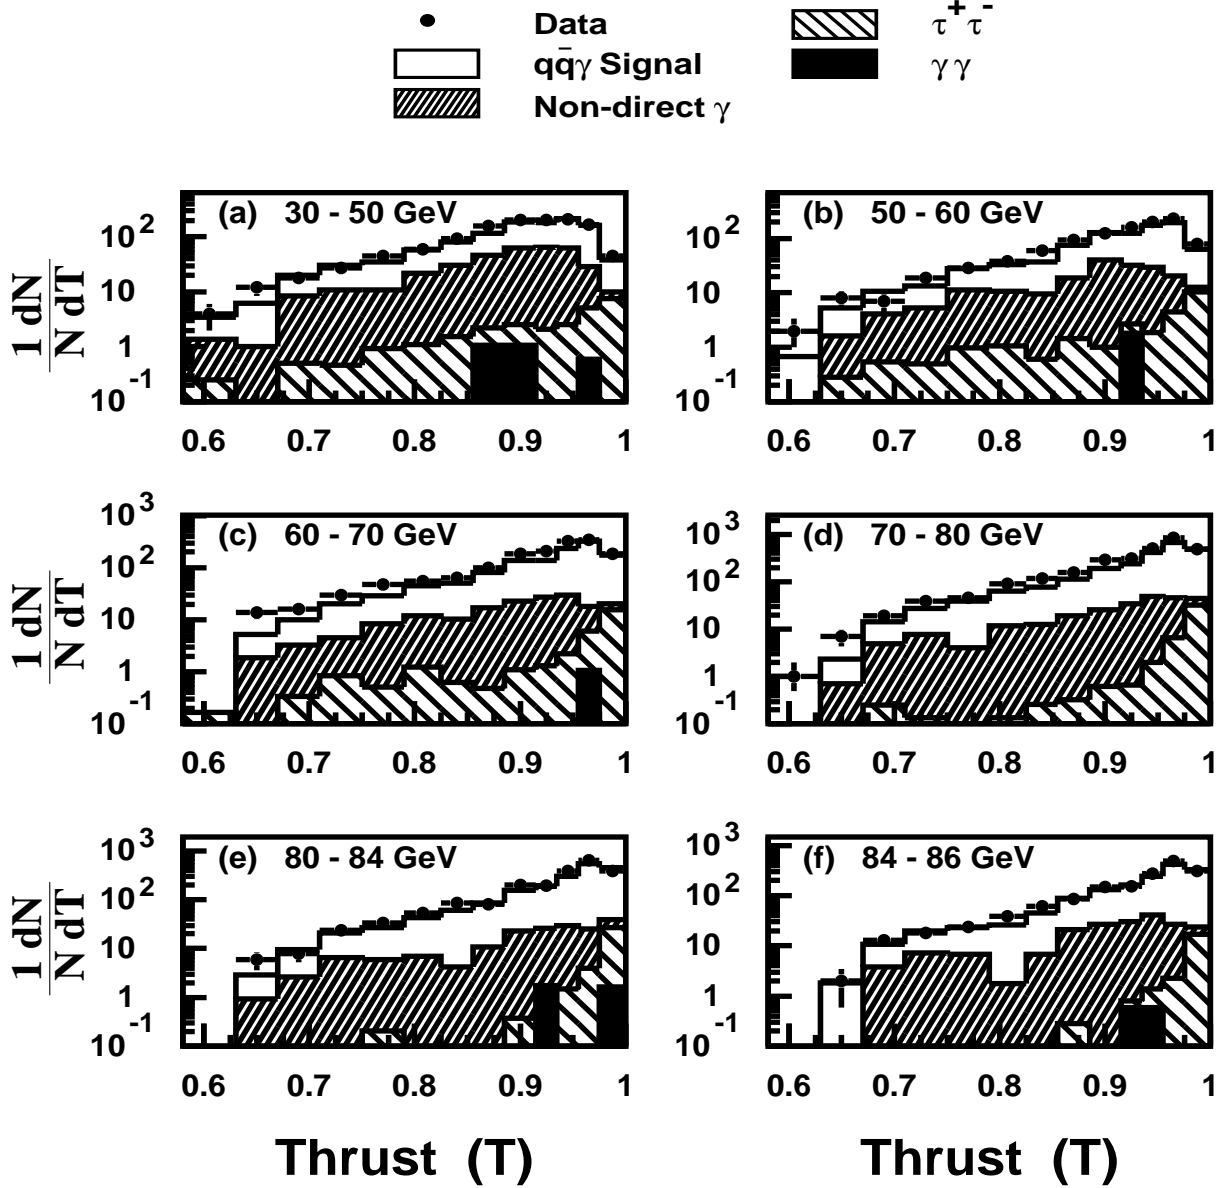 Data
τ⁺τ⁻
qq̄γ Signal
γγ
Non-direct γ
(a) 30 - 50 GeV
(b) 50 - 60 GeV
10²
10
1
10⁻¹
1 dN
N dT
0.6 0.7 0.8 0.9 1
10²
10
1
10⁻¹
0.6 0.7 0.8 0.9 1
(c) 60 - 70 GeV
(d) 70 - 80 GeV
10³
10²
10
1
10⁻¹
1 dN
N dT
0.6 0.7 0.8 0.9 1
10³
10²
10
1
10⁻¹
0.6 0.7 0.8 0.9 1
(e) 80 - 84 GeV
(f) 84 - 86 GeV
10³
10²
10
1
10⁻¹
1 dN
N dT
0.6 0.7 0.8 0.9 1
10³
10²
10
1
10⁻¹
0.6 0.7 0.8 0.9 1
Thrust (T)
Thrust (T)